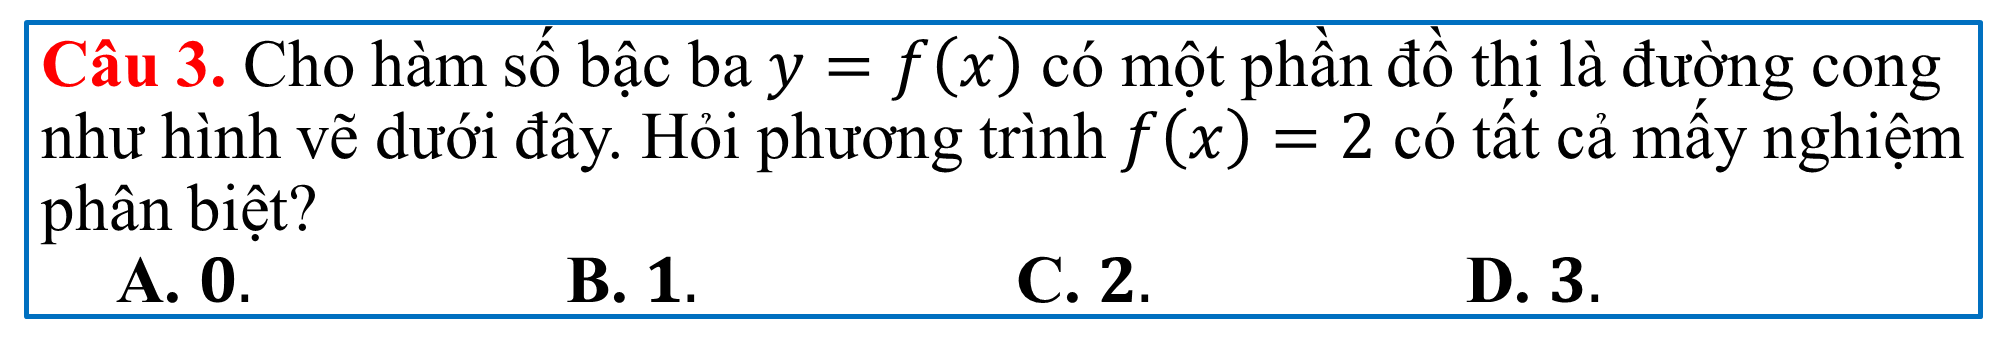 Câu 3. Cho hàm số bậc ba y = f(x) có một phần đồ thị là đường cong
như hình vẽ dưới đây. Hỏi phương trình f(x) = 2 có tất cả mấy nghiệm
phân biệt?
A. 0. B. 1. C. 2. D. 3.